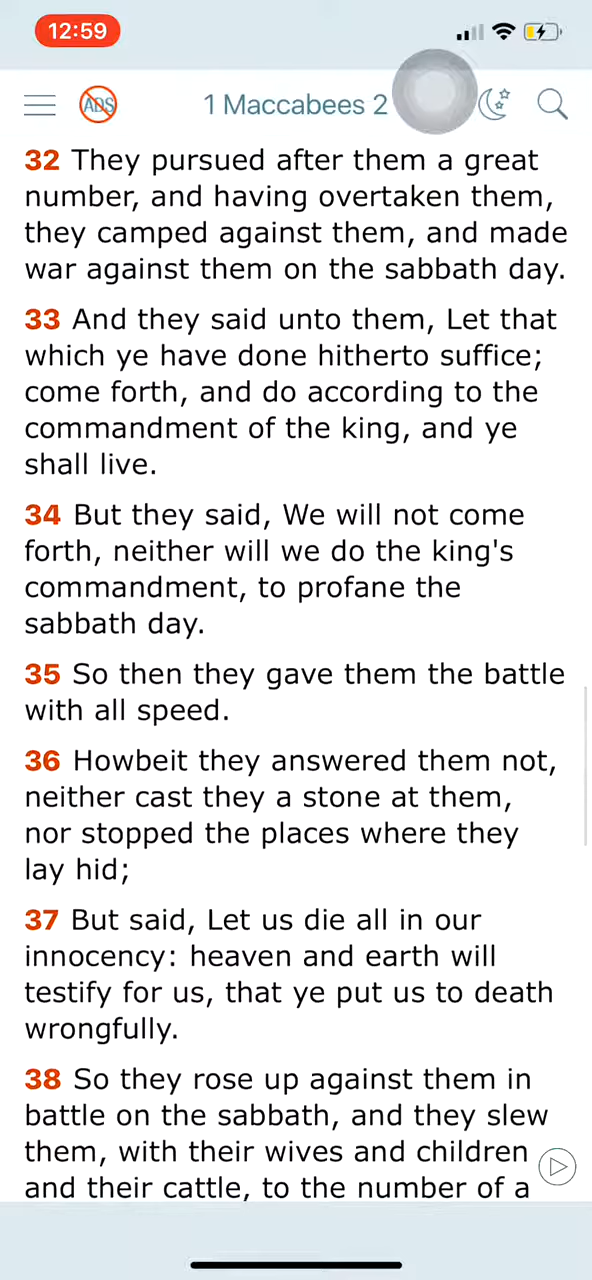 12:59
ADS
1 Maccabees 2
32 They pursued after them a great
number, and having overtaken them,
they camped against them, and made
war against them on the sabbath day.
33 And they said unto them, Let that
which ye have done hitherto suffice;
come forth, and do according to the
commandment of the king, and ye
shall live.
34 But they said, We will not come
forth, neither will we do the king's
commandment, to profane the
sabbath day.
35 So then they gave them the battle
with all speed.
36 Howbeit they answered them not,
neither cast they a stone at them,
nor stopped the places where they
lay hid;
37 But said, Let us die all in our
innocency: heaven and earth will
testify for us, that ye put us to death
wrongfully.
38 So they rose up against them in
battle on the sabbath, and they slew
them, with their wives and children
and their cattle, to the number of a